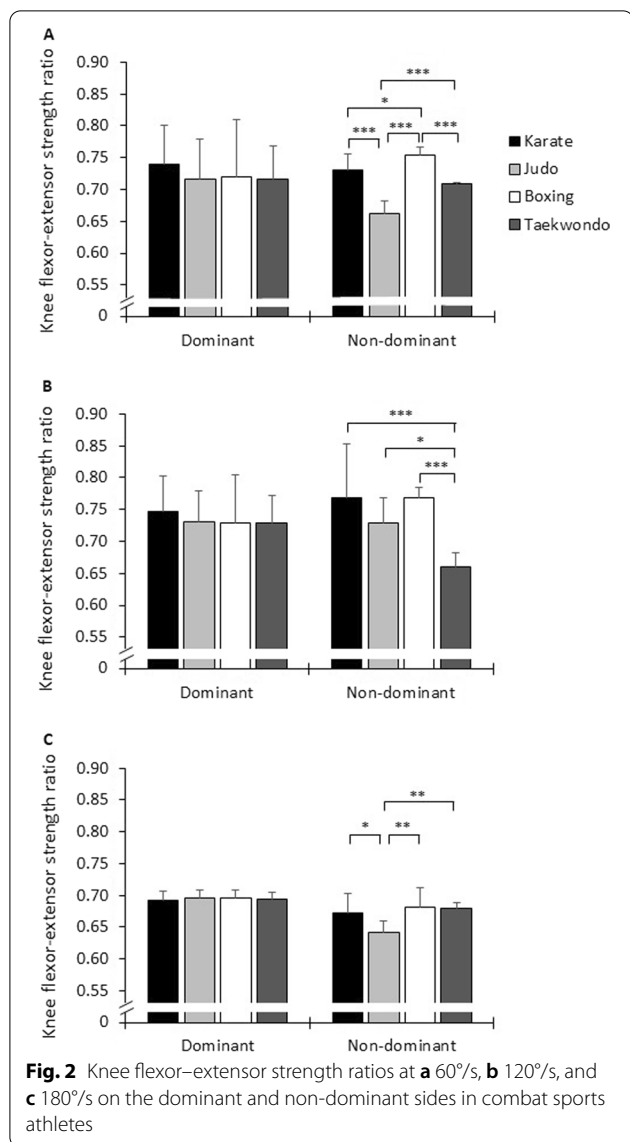 A
Knee flexor-extensor strength ratio
0.90
0.85
0.80
0.75
0.70
0.65
0.60
0.55
0
*
***
***
***
***
Karate
Judo
Boxing
Taekwondo
Dominant
Non-dominant
B
Knee flexor-extensor strength ratio
0.90
0.85
0.80
0.75
0.70
0.65
0.60
0.55
0
***
*
***
Dominant
Non-dominant
C
Knee flexor-extensor strength ratio
0.90
0.85
0.80
0.75
0.70
0.65
0.60
0.55
0
**
*
**
Dominant
Non-dominant
Fig. 2 Knee flexor–extensor strength ratios at a 60°/s, b 120°/s, and
c 180°/s on the dominant and non-dominant sides in combat sports
athletes